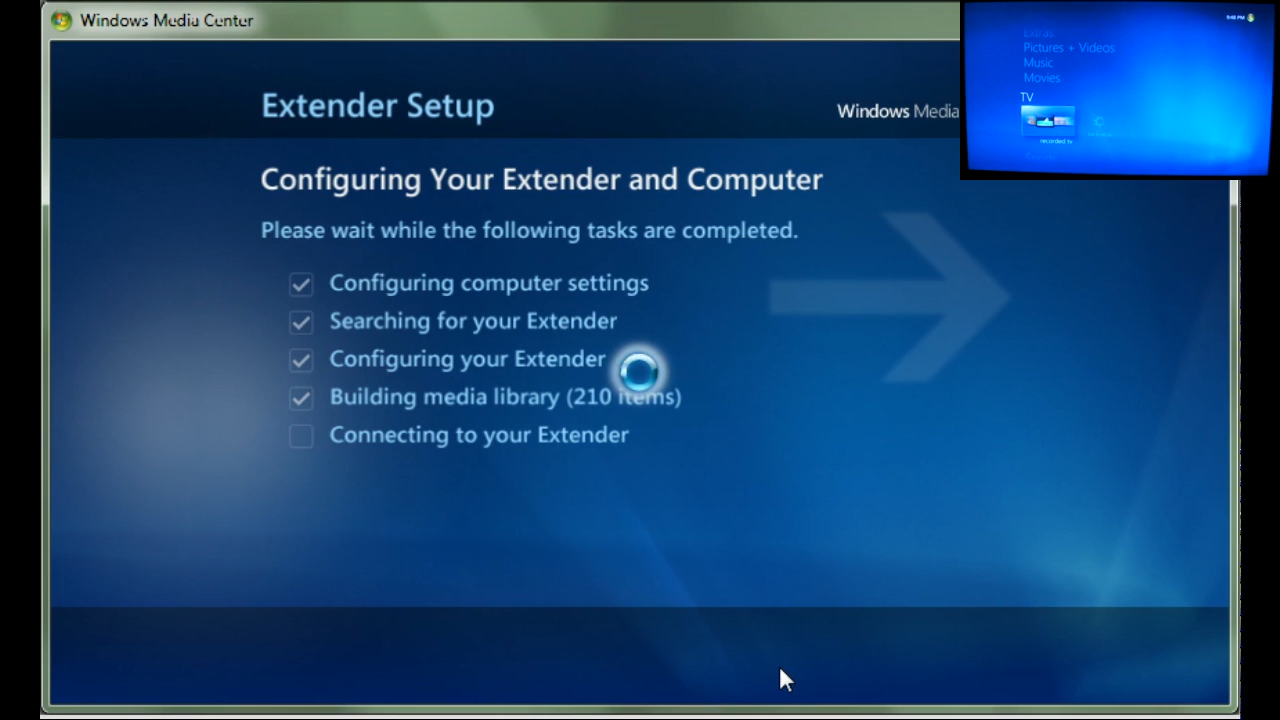 Windows Media Center
Extender Setup
Windows Media
Configuring Your Extender and Computer
Please wait while the following tasks are completed.
Configuring computer settings
Searching for your Extender
Configuring your Extender
Building media library (210 items)
Connecting to your Extender
Extras
Pictures + Videos
Music
Movies
TV
recorded tv